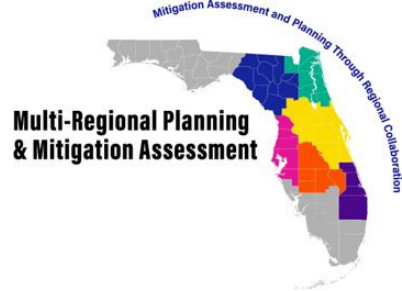 Mitigation Assessment and Planning Through Regional Collaboration
Multi-Regional Planning
& Mitigation Assessment